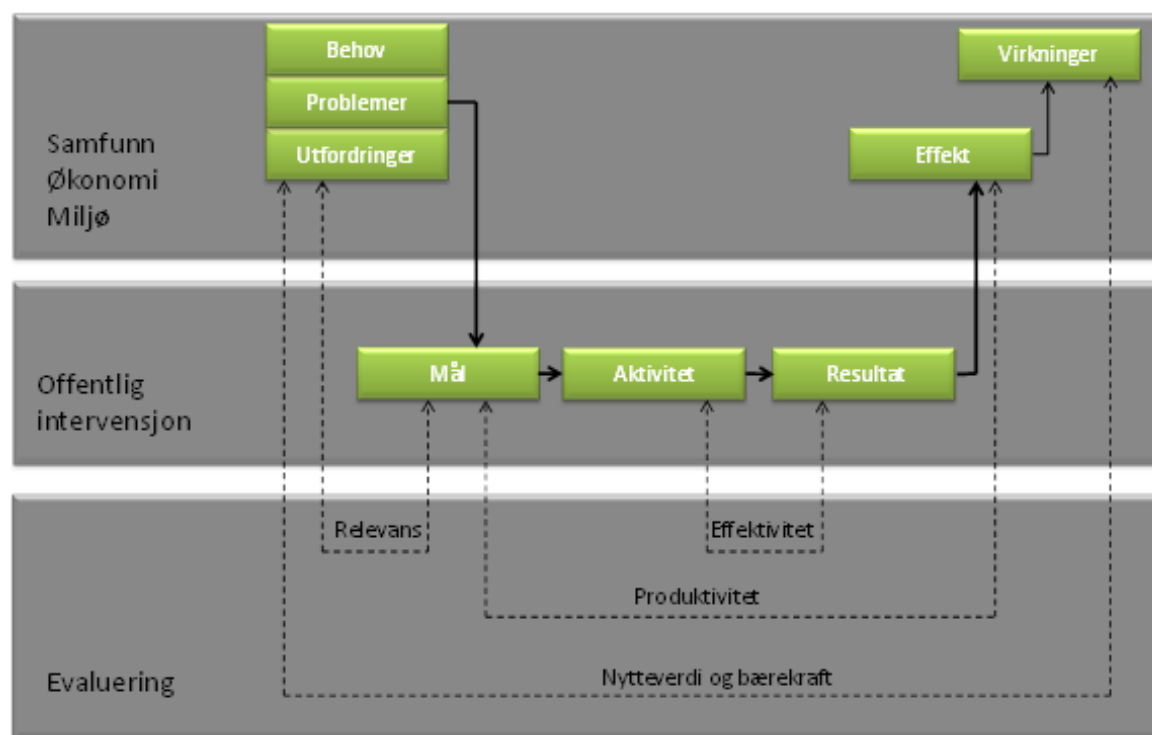 Behov
Virkninger
Problemer
Samfunn
Økonomi
Miljø
Utfordringer
Effekt
Offentlig
intervensjon
Mål
Aktivitet
Resultat
Relevans
Effektivitet
Produktivitet
Evaluering
Nytteverdi og bærekraft